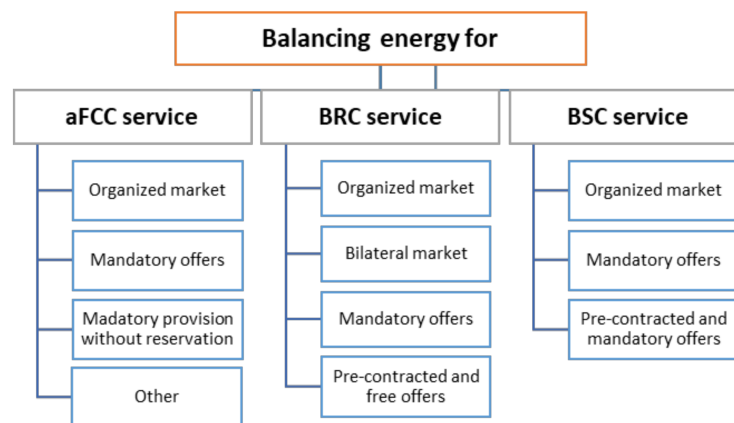 Balancing energy for
aFCC service
Organized market
Mandatory offers
Madatory provision
without reservation
Other
BRC service
Organized market
Bilateral market
Mandatory offers
Pre-contracted and
free offers
BSC service
Organized market
Mandatory offers
Pre-contracted and
mandatory offers